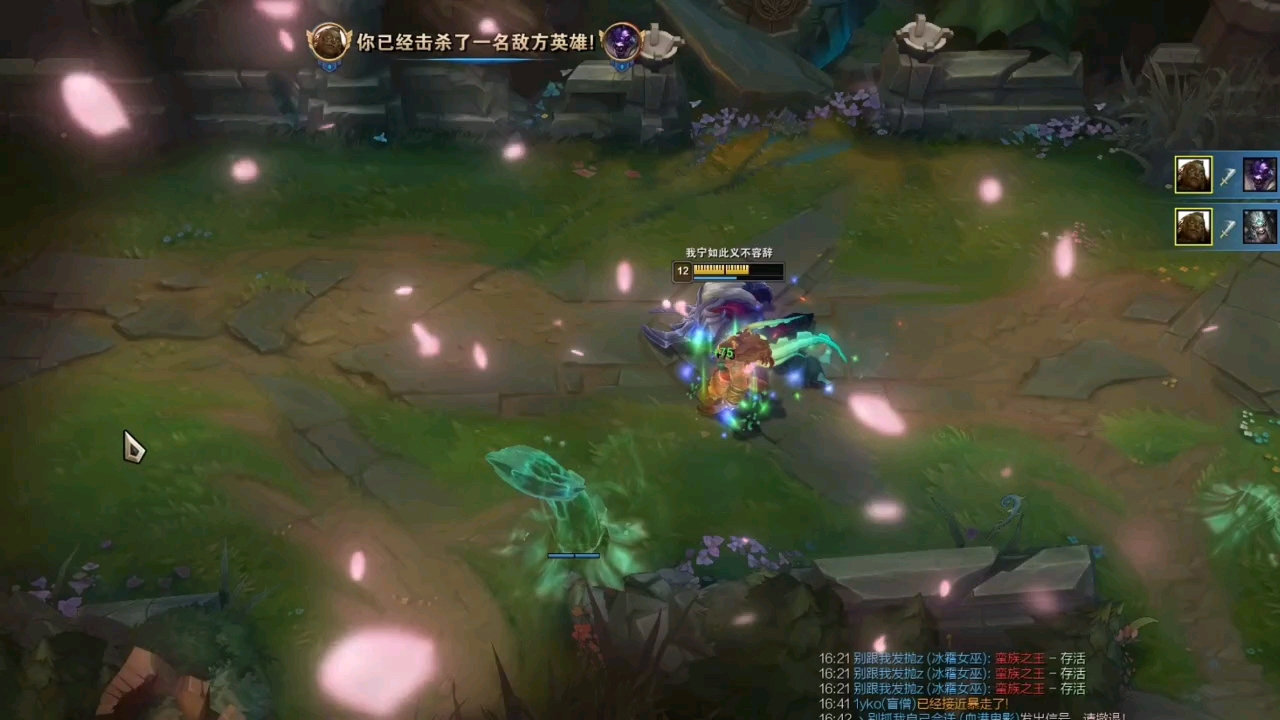 你已经击杀了一名敌方英雄!
我宁如此义不容辞
12
+75
16:21 别跟我发抛z (冰霜女巫): 蛮族之王 - 存活
16:21 别跟我发抛z (冰霜女巫): 蛮族之王 - 存活
16:21 别跟我发抛z (冰霜女巫): 蛮族之王 - 存活
16:41 1yko(盲僧)已经接近暴走了!